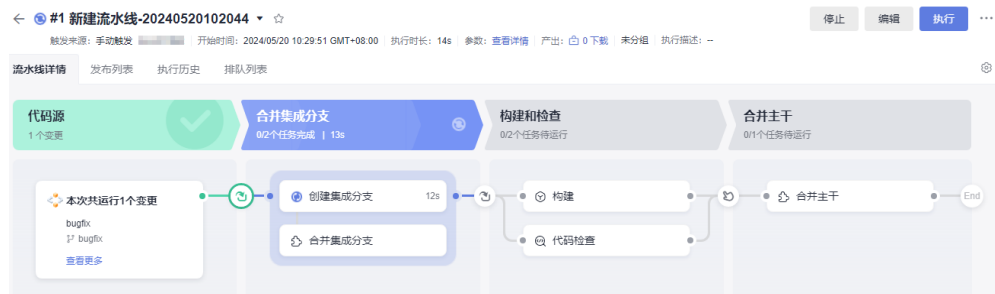 #1 新建流水线-20240520102044
停止 编辑 执行
触发来源：手动触发 开始时间：2024/05/20 10:29:51 GMT+08:00 执行时长：14s 参数：查看详情 产出：0 下载 未分组 执行描述：--
流水线详情 发布列表 执行历史 排队列表
代码源 合并集成分支 构建和检查 合并主干
1 个变更 0/2个任务完成 | 13s 0/2个任务待运行 0/1个任务待运行
本次共运行1个变更 创建集成分支 12s 构建 合并主干 End
bugfix
bugfix 合并集成分支 代码检查
查看更多